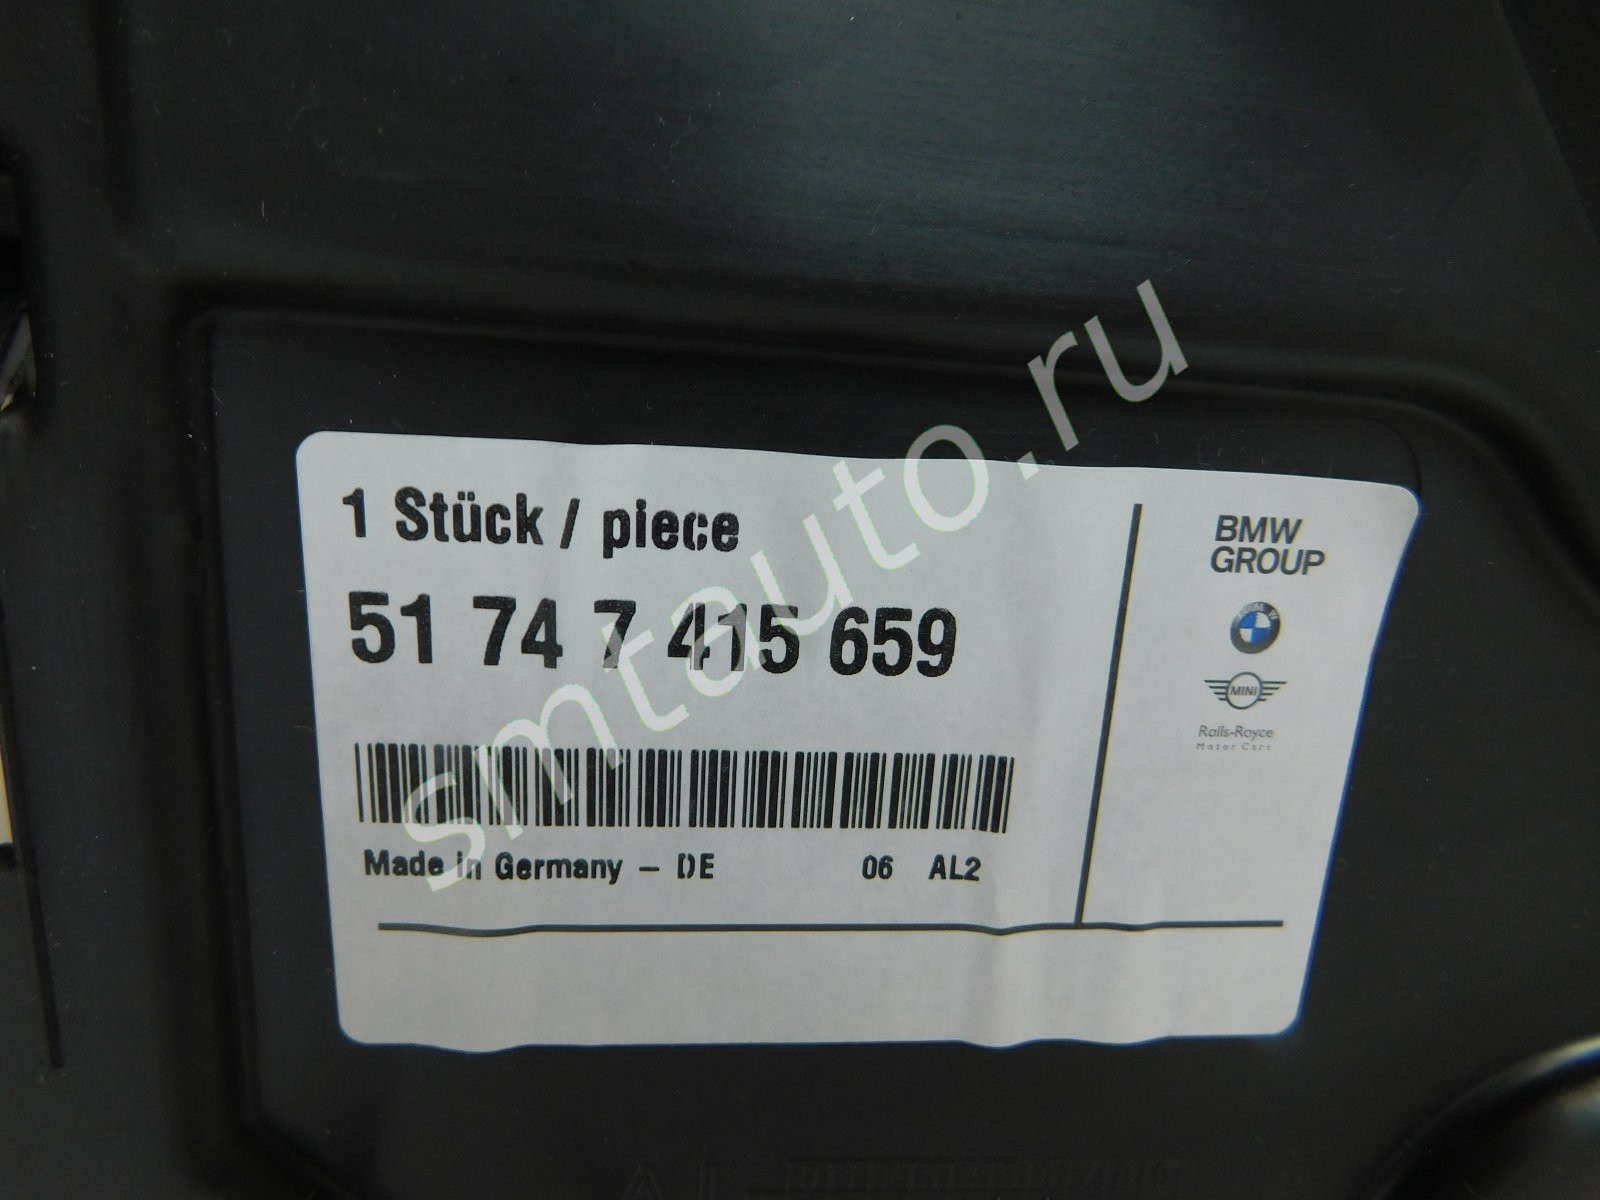 1 Stück / piece
51 74 7 415 659
Made in Germany – DE 06 AL2
BMW
GROUP
MINI
Rolls-Royce
Motor Cars
smtauto.ru